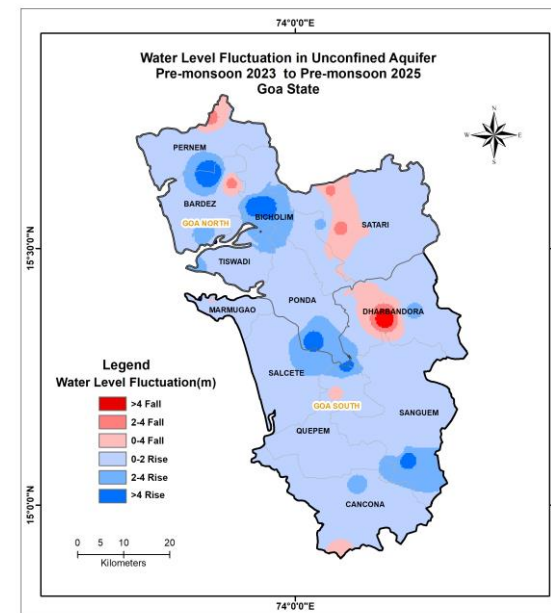 74°0'0"E
Water Level Fluctuation in Unconfined Aquifer
Pre-monsoon 2023 to Pre-monsoon 2025
Goa State
N
W
E
S
PERNEM
BARDEZ
GOA NORTH
BICHOLIM
SATARI
15°30'0"N
TISWADI
PONDA
MARMUGAO
DHARBANDORA
SALCETE
GOA SOUTH
SANGUEM
QUEPEM
CANCONA
15°0'0"N
Legend
Water Level Fluctuation(m)
>4 Fall
2-4 Fall
0-4 Fall
0-2 Rise
2-4 Rise
>4 Rise
0 5 10 20
Kilometers
74°0'0"E